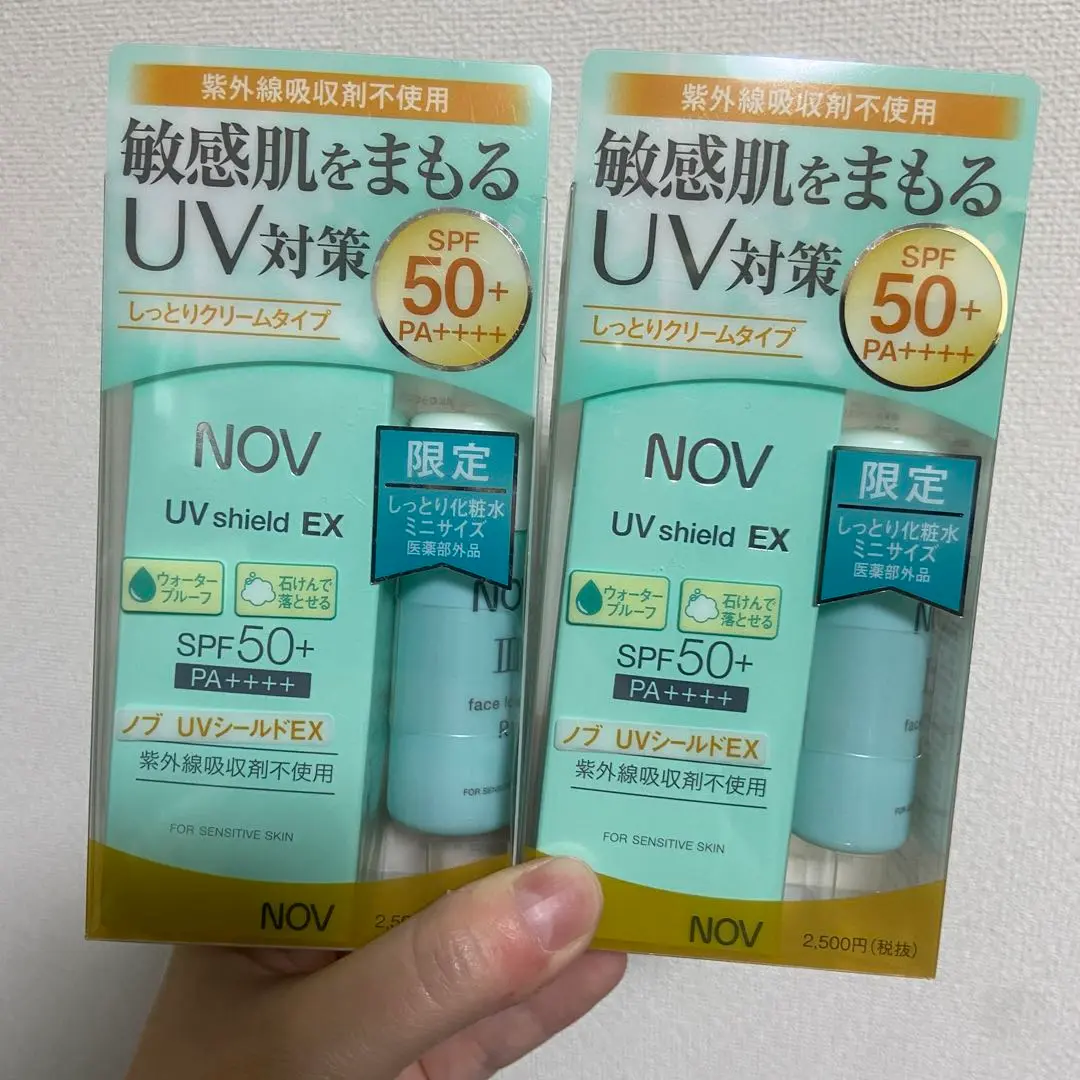 紫外線吸収剤不使用
敏感肌をまもる
UV対策
SPF
50+
PA++++
しっとりクリームタイプ
NOV
UV shield EX
限定
しっとり化粧水
ミニサイズ
医薬部外品
ウォーター
プルーフ
石けんで
落とせる
SPF50+
PA++++
ノブ UVシールドEX
紫外線吸収剤不使用
FOR SENSITIVE SKIN
NO
III
face
NOV
紫外線吸収剤不使用
敏感肌をまもる
UV対策
SPF
50+
PA++++
しっとりクリームタイプ
NOV
UV shield EX
限定
しっとり化粧水
ミニサイズ
医薬部外品
ウォーター
プルーフ
石けんで
落とせる
SPF50+
PA++++
ノブ UVシールドEX
紫外線吸収剤不使用
FOR SENSITIVE SKIN
NOV
2,500円(税抜)